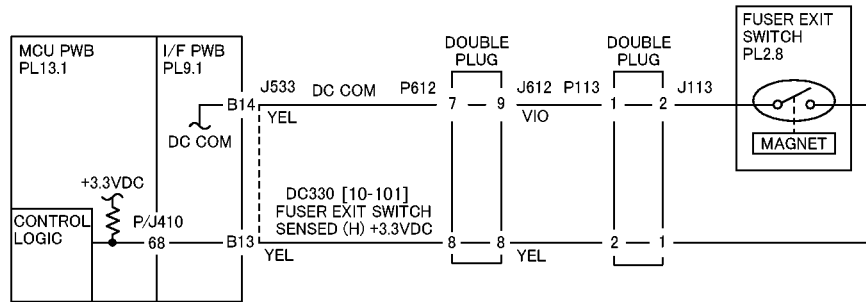 FUSER EXIT
SWITCH
PL2.8
MCU PWB
PL13.1
I/F PWB
PL9.1
DOUBLE
PLUG
DOUBLE
PLUG
J533 DC COM P612 J612 P113 J113
B14 7 9 1 2
YEL VIO
DC COM
MAGNET
+3.3VDC
DC330 [10-101]
FUSER EXIT SWITCH
SENSED (H) +3.3VDC
CONTROL
LOGIC
P/J410
68 B13 8 8 2 1
YEL YEL